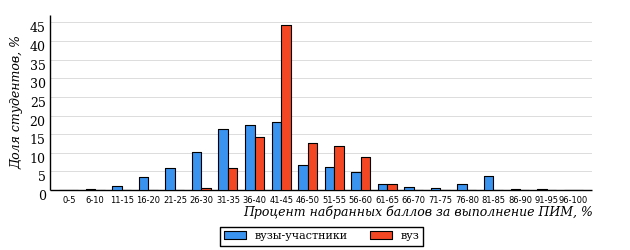 Доля студентов, %
45
40
35
30
25
20
15
10
5
0
0-5 6-10 11-15 16-20 21-25 26-30 31-35 36-40 41-45 46-50 51-55 56-60 61-65 66-70 71-75 76-80 81-85 86-90 91-95 96-100
Процент набранных баллов за выполнение ПИМ, %
вузы-участники вуз